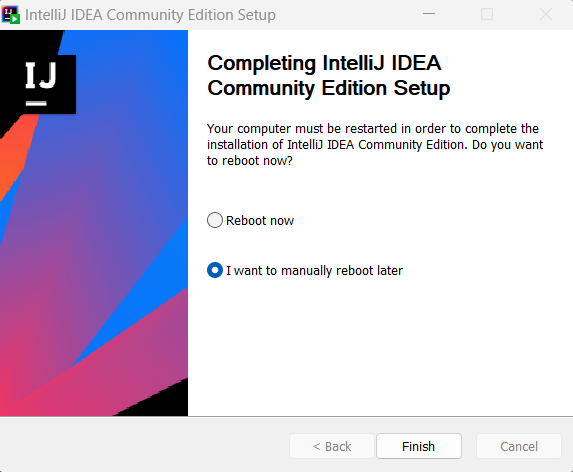 IntelliJ IDEA Community Edition Setup
IJ
Completing IntelliJ IDEA
Community Edition Setup
Your computer must be restarted in order to complete the
installation of IntelliJ IDEA Community Edition. Do you want
to reboot now?
Reboot now
I want to manually reboot later
< Back
Finish
Cancel